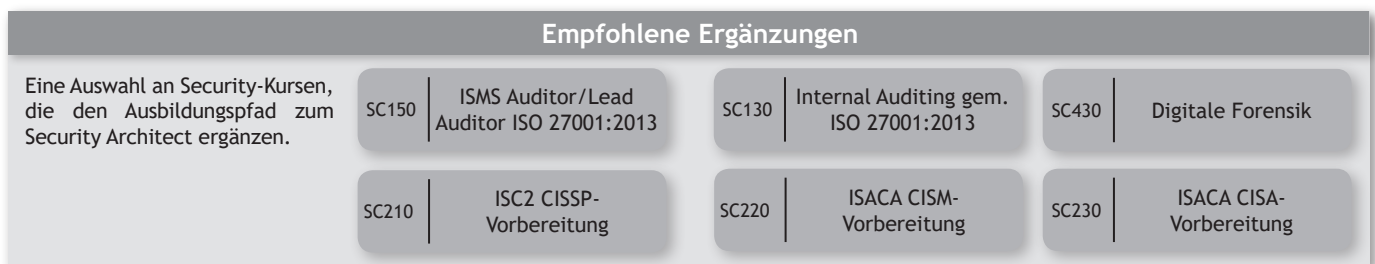 Empfohlene Ergänzungen
Eine Auswahl an Security-Kursen,
die den Ausbildungspfad zum
Security Architect ergänzen.
SC150
ISMS Auditor/Lead
Auditor ISO 27001:2013
SC130
Internal Auditing gem.
ISO 27001:2013
SC430
Digitale Forensik
SC210
ISC2 CISSP-
Vorbereitung
SC220
ISACA CISM-
Vorbereitung
SC230
ISACA CISA-
Vorbereitung